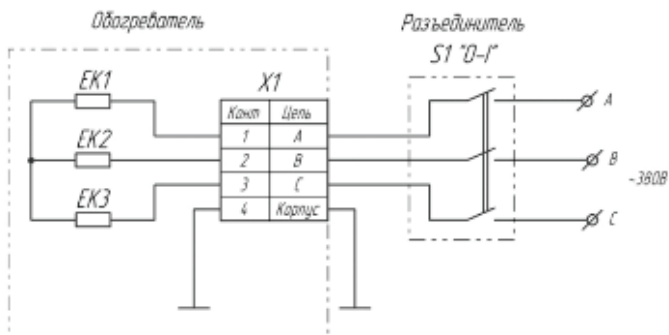 Обогреватель
Разъединитель
S1 "0-I"
EK1
X1
Конт Цепь
1 A
2 B
3 C
4 Корпус
EK2
EK3
A
B
C
~380В